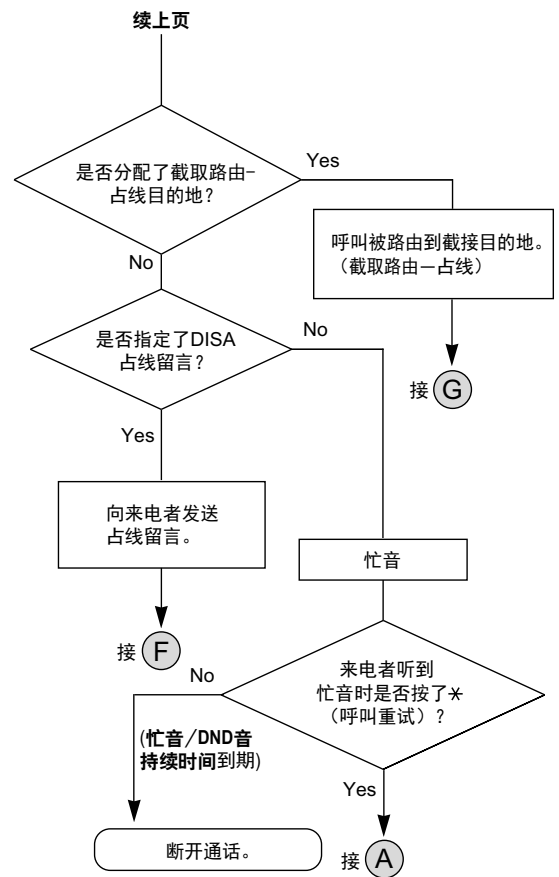 续上页
是否分配了截取路由–
占线目的地?
Yes
呼叫被路由到截接目的地。
（截取路由—占线）
No
接 G
是否指定了DISA
占线留言?
No
Yes
向来电者发送
占线留言。
忙音
接 F
来电者听到
忙音时是否按了*
（呼叫重试）?
No
(忙音/DND音
持续时间到期)
Yes
断开通话。
接 A